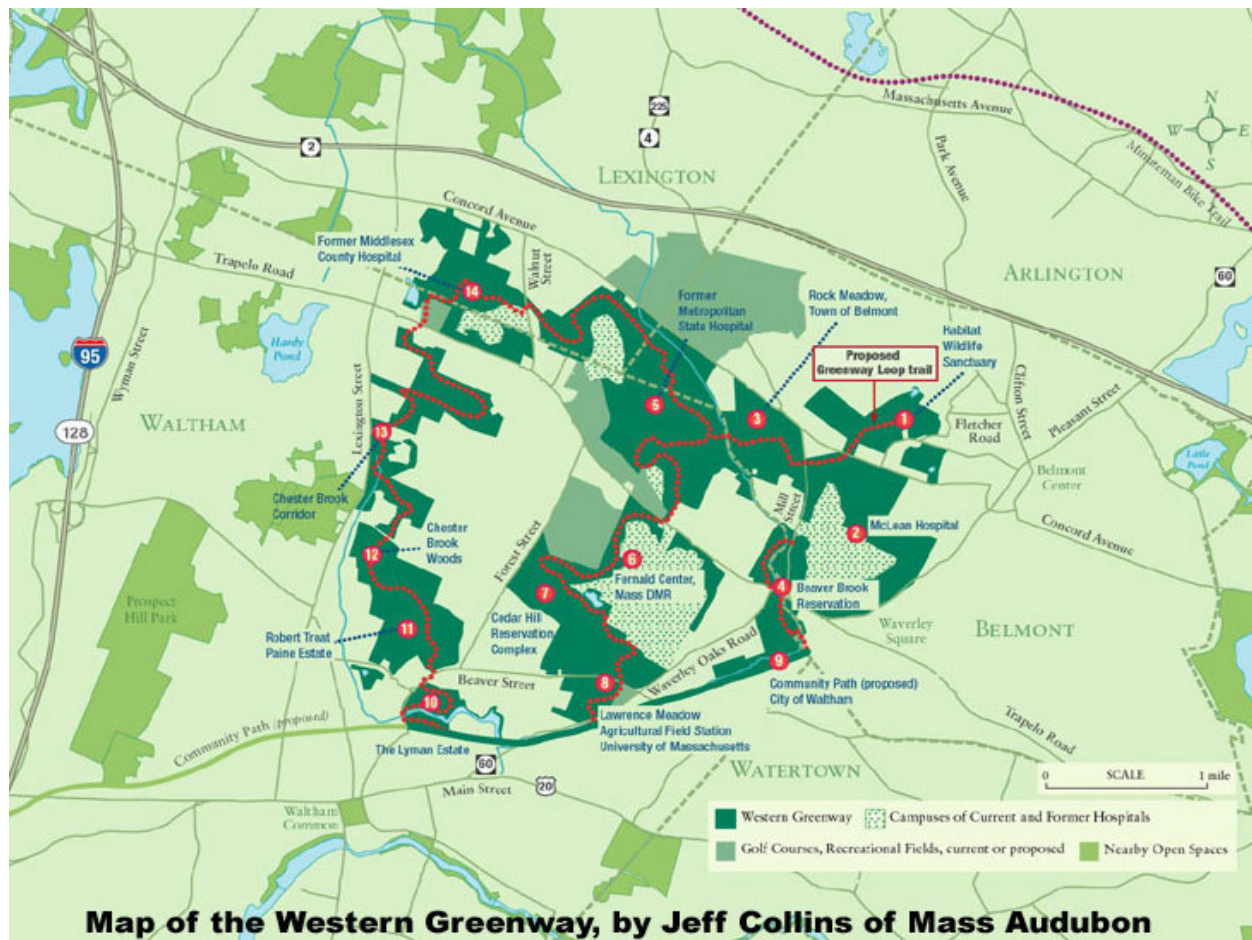 Massachusetts Avenue
N
W
E
S
225
4
2
Park Avenue
Minuteman Bike Trail
LEXINGTON
Concord Avenue
Former Middlesex
County Hospital
Walnut
Street
Trapelo Road
14
ARLINGTON
60
Former
Metropolitan
State Hospital
Rock Meadow,
Town of Belmont
Habitat
Wildlife
Sanctuary
Proposed
Greenway Loop trail
Hardy
Pond
95
Wyman Street
Lexington Street
Clifton Street
Pleasant Street
128
WALTHAM
5
3
1
Fletcher
Road
13
Little
Pond
Belmont
Center
Chester Brook
Corridor
Mill
Street
McLean Hospital
2
Concord Avenue
Chester
Brook
Woods
12
Forest Street
6
Fernald Center,
Mass DMR
4
Beaver Brook
Reservation
Prospect
Hill Park
7
Cedar Hill
Reservation
Complex
11
Robert Treat
Paine Estate
Waverley
Square
BELMONT
Waverley Oaks Road
9
Community Path (proposed)
City of Waltham
Beaver Street
8
10
Lawrence Meadow
Agricultural Field Station
University of Massachusetts
Community Path (proposed)
The Lyman Estate
Trapelo Road
60
20
Main Street
WATERTOWN
0 SCALE 1 mile
Waltham
Common
Western Greenway
Campuses of Current and Former Hospitals
Golf Courses, Recreational Fields, current or proposed
Nearby Open Spaces
Map of the Western Greenway, by Jeff Collins of Mass Audubon